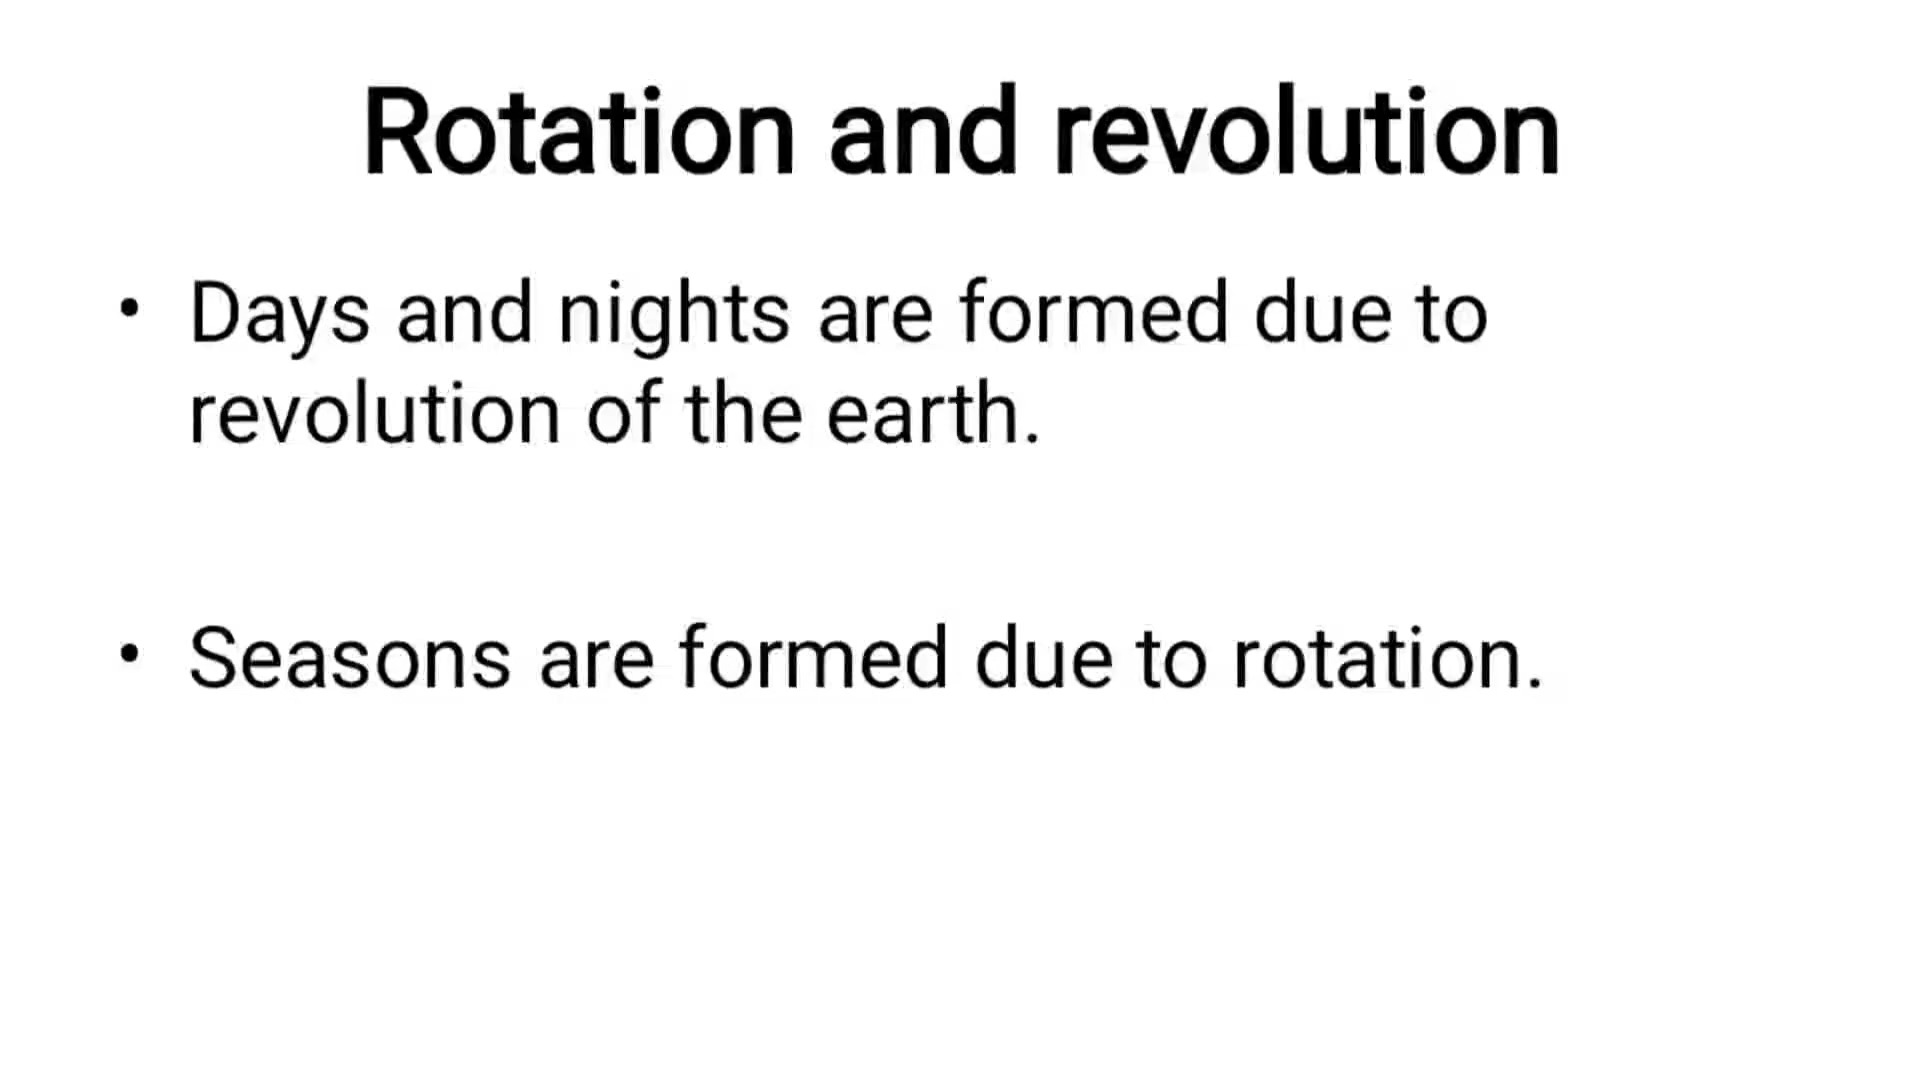 Rotation and revolution
• Days and nights are formed due to
revolution of the earth.
• Seasons are formed due to rotation.